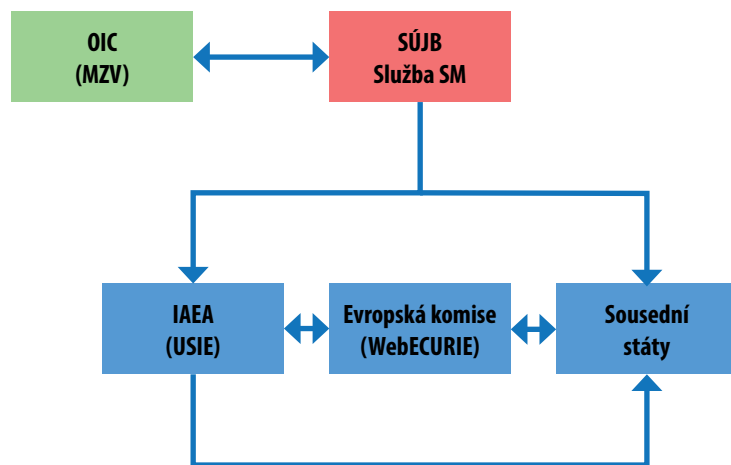 OIC
(MZV)
SÚJB
Služba SM
IAEA
(USIE)
Evropská komise
(WebECURIE)
Sousední
státy